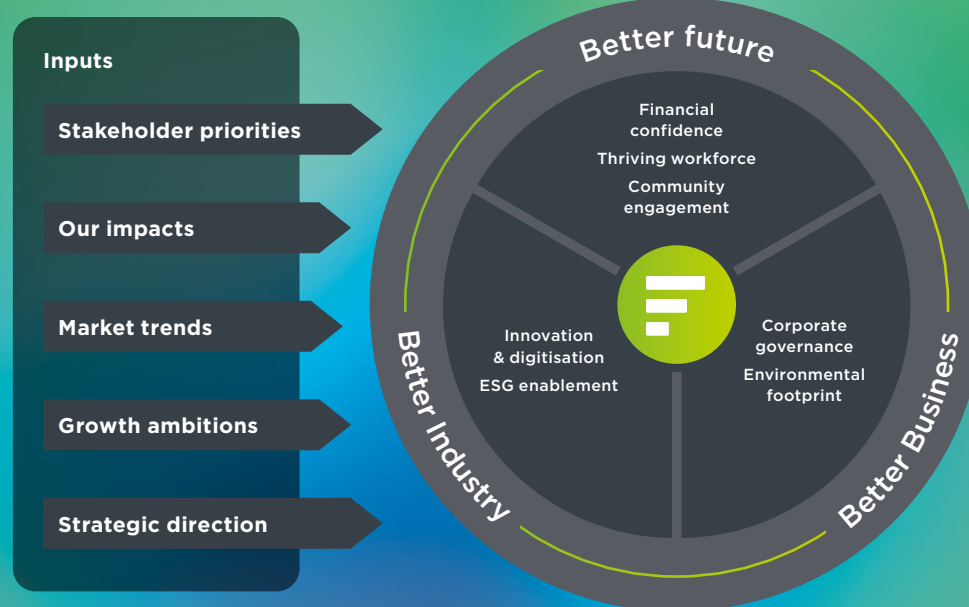 Inputs
Stakeholder priorities
Our impacts
Market trends
Growth ambitions
Strategic direction
Better future
Financial
confidence
Thriving workforce
Community
engagement
Better Industry
Innovation
& digitisation
ESG enablement
Better Business
Corporate
governance
Environmental
footprint